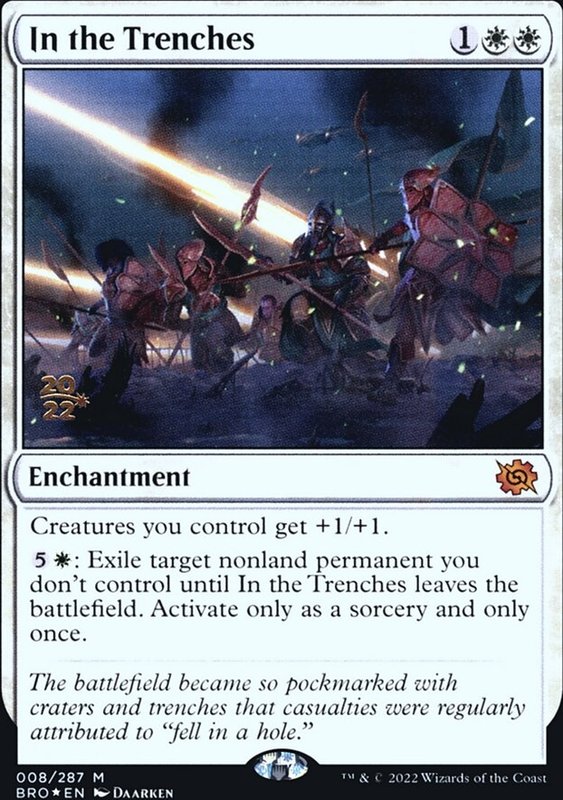 In the Trenches 1
20
22
Enchantment
Creatures you control get +1/+1.
5 : Exile target nonland permanent you
don't control until In the Trenches leaves the
battlefield. Activate only as a sorcery and only
once.
The battlefield became so pockmarked with
craters and trenches that casualties were regularly
attributed to “fell in a hole.”
008/287 M
BRO★EN DAARKEN
™ & © 2022 Wizards of the Coast